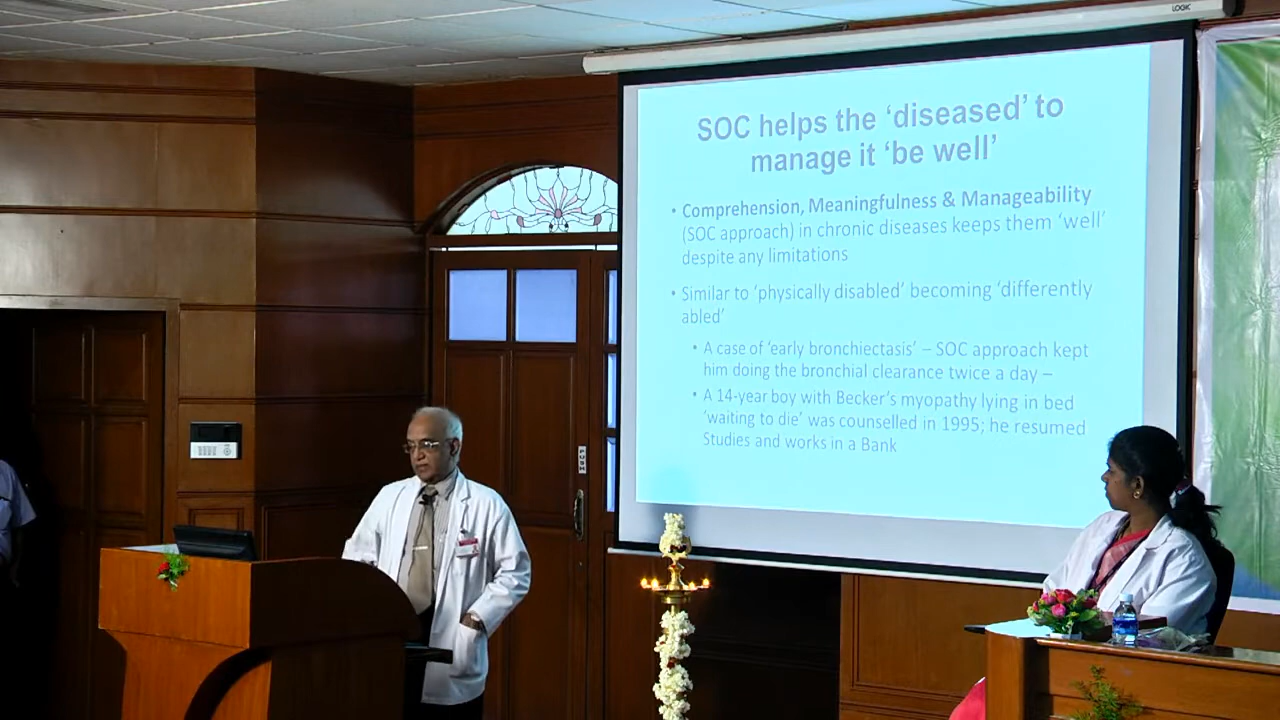 LOGIC
SOC helps the ‘diseased’ to
manage it ‘be well’
• Comprehension, Meaningfulness & Manageability
(SOC approach) in chronic diseases keeps them ‘well’
despite any limitations
• Similar to ‘physically disabled’ becoming ‘differently
abled’
• A case of ‘early bronchiectasis’ – SOC approach kept
him doing the bronchial clearance twice a day –
• A 14-year boy with Becker’s myopathy lying in bed
‘waiting to die’ was counselled in 1995; he resumed
Studies and works in a Bank
PUSH